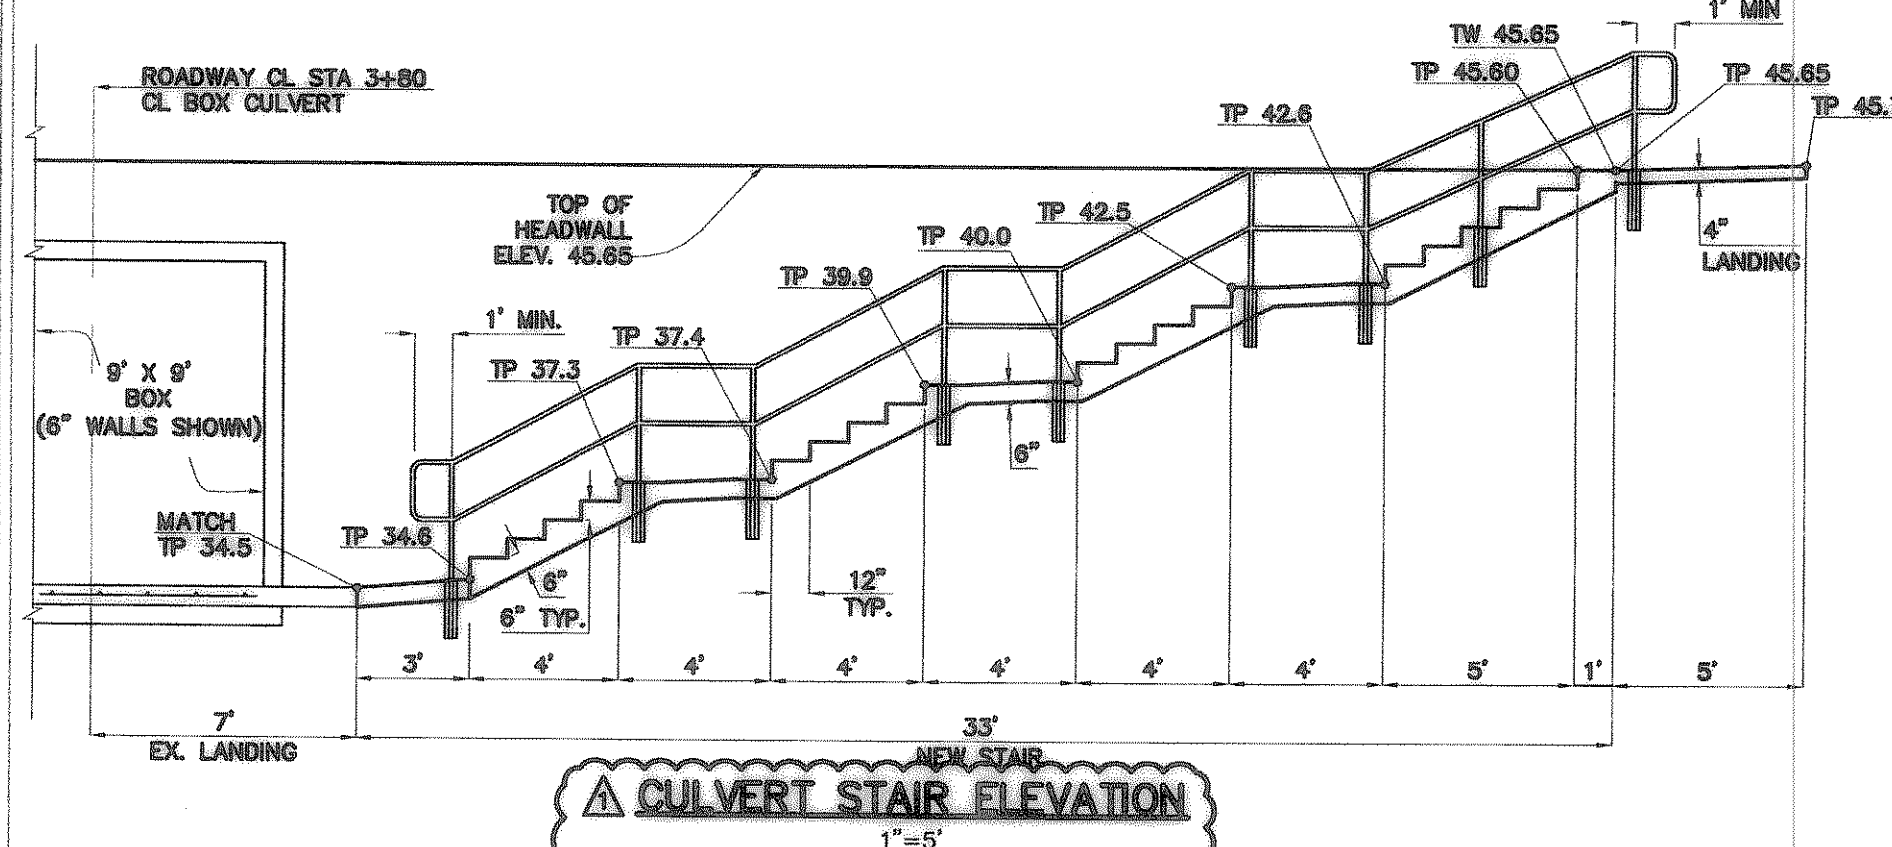 1' MIN
TW 45.65
TP 45.60
TP 45.65
TP 42.6
ROADWAY CL STA 3+80
CL BOX CULVERT
TOP OF
HEADWALL
ELEV. 45.65
TP 42.5
TP 40.0
4"
LANDING
TP 39.9
1' MIN.
TP 37.4
TP 37.3
9' X 9'
BOX
(6" WALLS SHOWN)
6"
MATCH
TP 34.5
TP 34.6
6"
6" TYP.
12"
TYP.
3'
4'
4'
4'
4'
4'
4'
5'
1'
5'
7'
EX. LANDING
33'
NEW STAIR
1
CULVERT STAIR ELEVATION
1"=5'